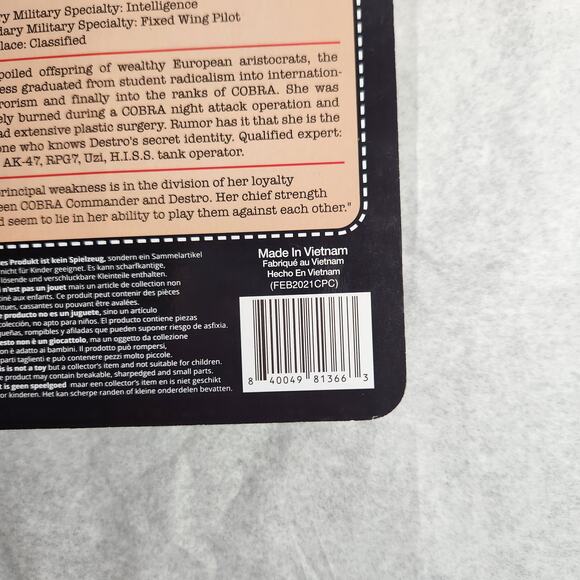 ry Military Specialty: Intelligence
dary Military Specialty: Fixed Wing Pilot
lace: Classified
poiled offspring of wealthy European aristocrats, the
ess graduated from student radicalism into internation-
rorism and finally into the ranks of COBRA. She was
ely burned during a COBRA night attack operation and
ad extensive plastic surgery. Rumor has it that she is the
one who knows Destro's secret identity. Qualified expert:
AK-47, RPG7, Uzi, H.I.S.S. tank operator.
principal weakness is in the division of her loyalty
een COBRA Commander and Destro. Her chief strength
d seem to lie in her ability to play them against each other."
es Produkt ist kein Spielzeug, sondern ein Sammelartikel
nicht für Kinder geeignet. Es kann scharfkantige,
lösende und verschluckbare Kleinteile enthalten.
i n'est pas un jouet mais un article de collection non
tiné aux enfants. Ce produit peut contenir des pièces
ntues, cassantes ou pouvant être avalées.
e producto no es un juguete, sino un artículo
colección, no apto para niños. El producto contiene piezas
queñas, rompibles y afiladas que pueden suponer riesgo de asfixia.
esto non è un giocattolo, ma un oggetto da collezione
on è adatto ai bambini. Il prodotto può rompersi,
parti taglienti e può contenere pezzi molto piccole.
is is not a toy but a collector's item and not suitable for children.
e product may contain breakable, sharpedged and small parts.
t is geen speelgoed maar een collector's item en is niet geschikt
or kinderen. Het kan scherpe randen of kleine onderdelen bevatten.
Made In Vietnam
Fabriqué au Vietnam
Hecho En Vietnam
(FEB2021CPC)
8 40049 81366 3